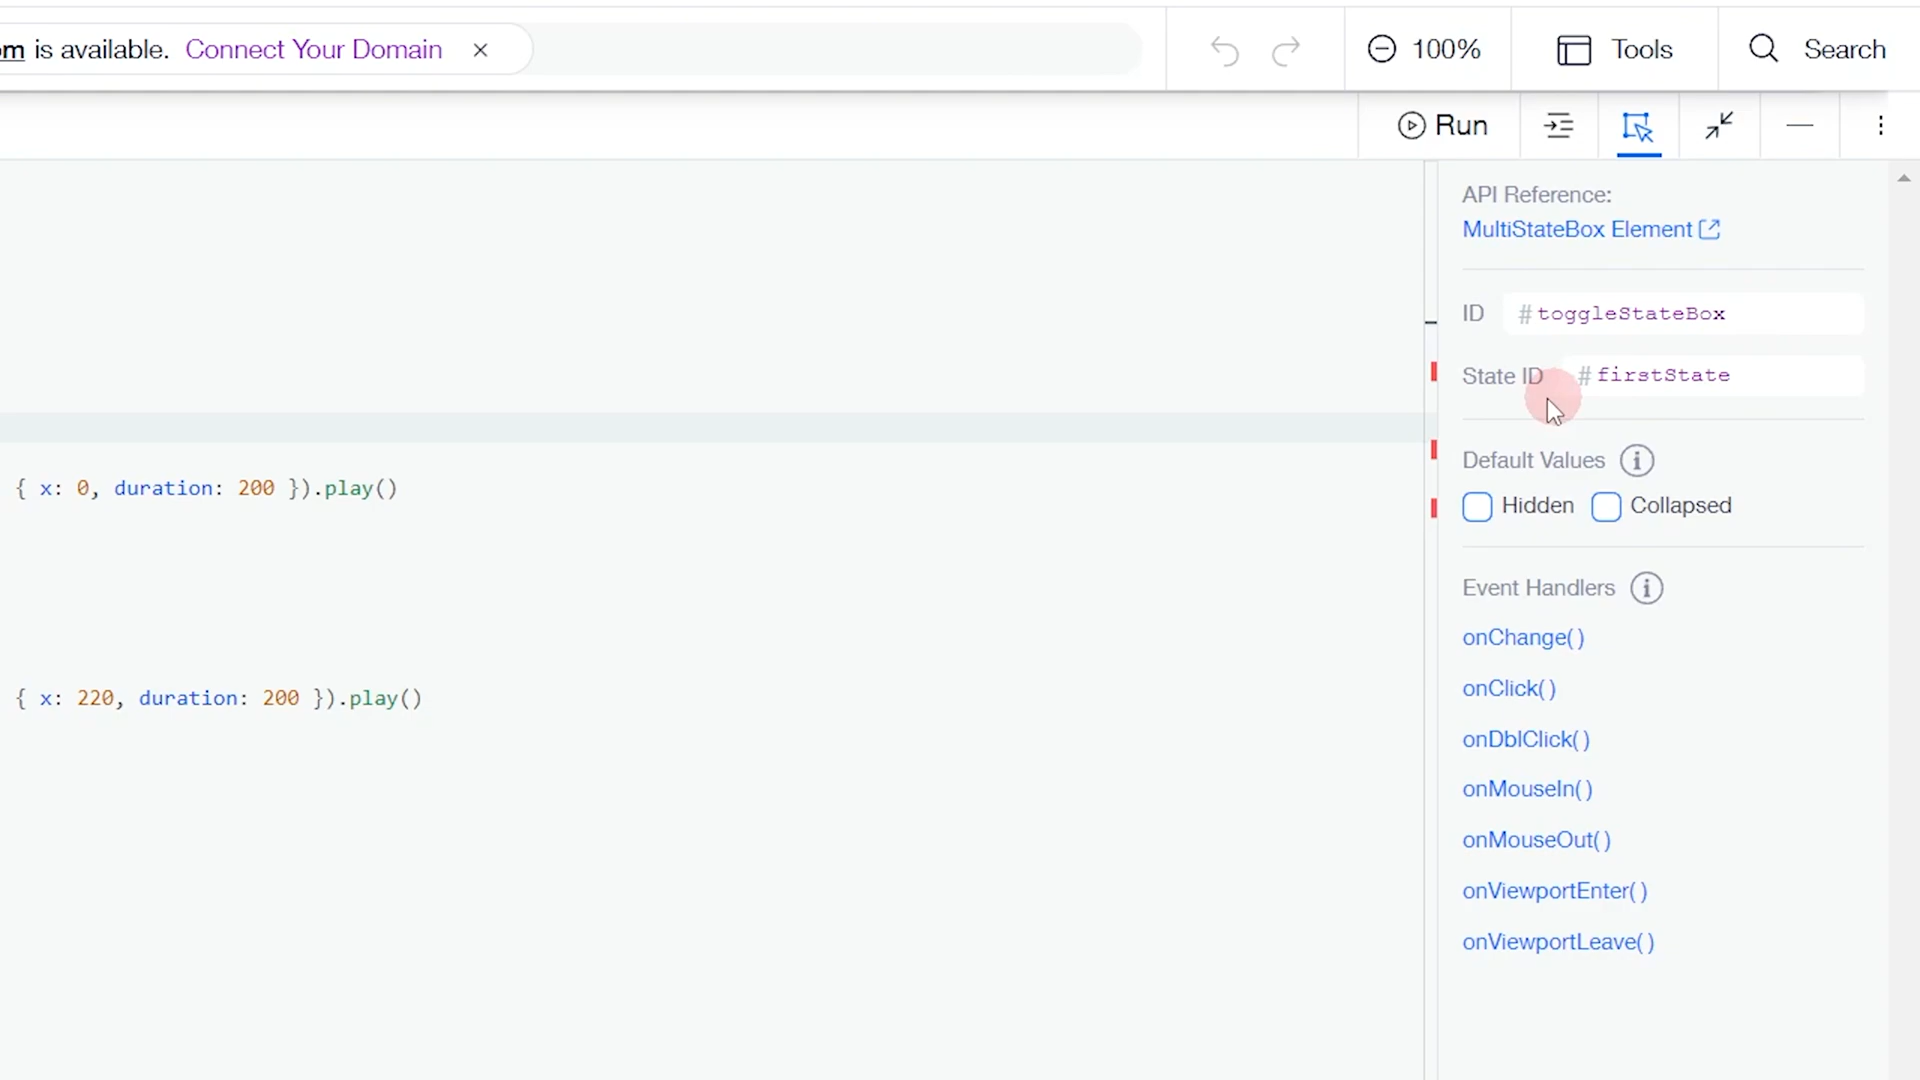 om is available. Connect Your Domain
100%
Tools
Search
Run
API Reference:
MultiStateBox Element
ID #toggleStateBox
State ID #firstState
{ x: 0, duration: 200 }).play()
Default Values
Hidden
Collapsed
Event Handlers
onChange()
onClick()
{ x: 220, duration: 200 }).play()
onDblClick()
onMouseIn()
onMouseOut()
onViewportEnter()
onViewportLeave()